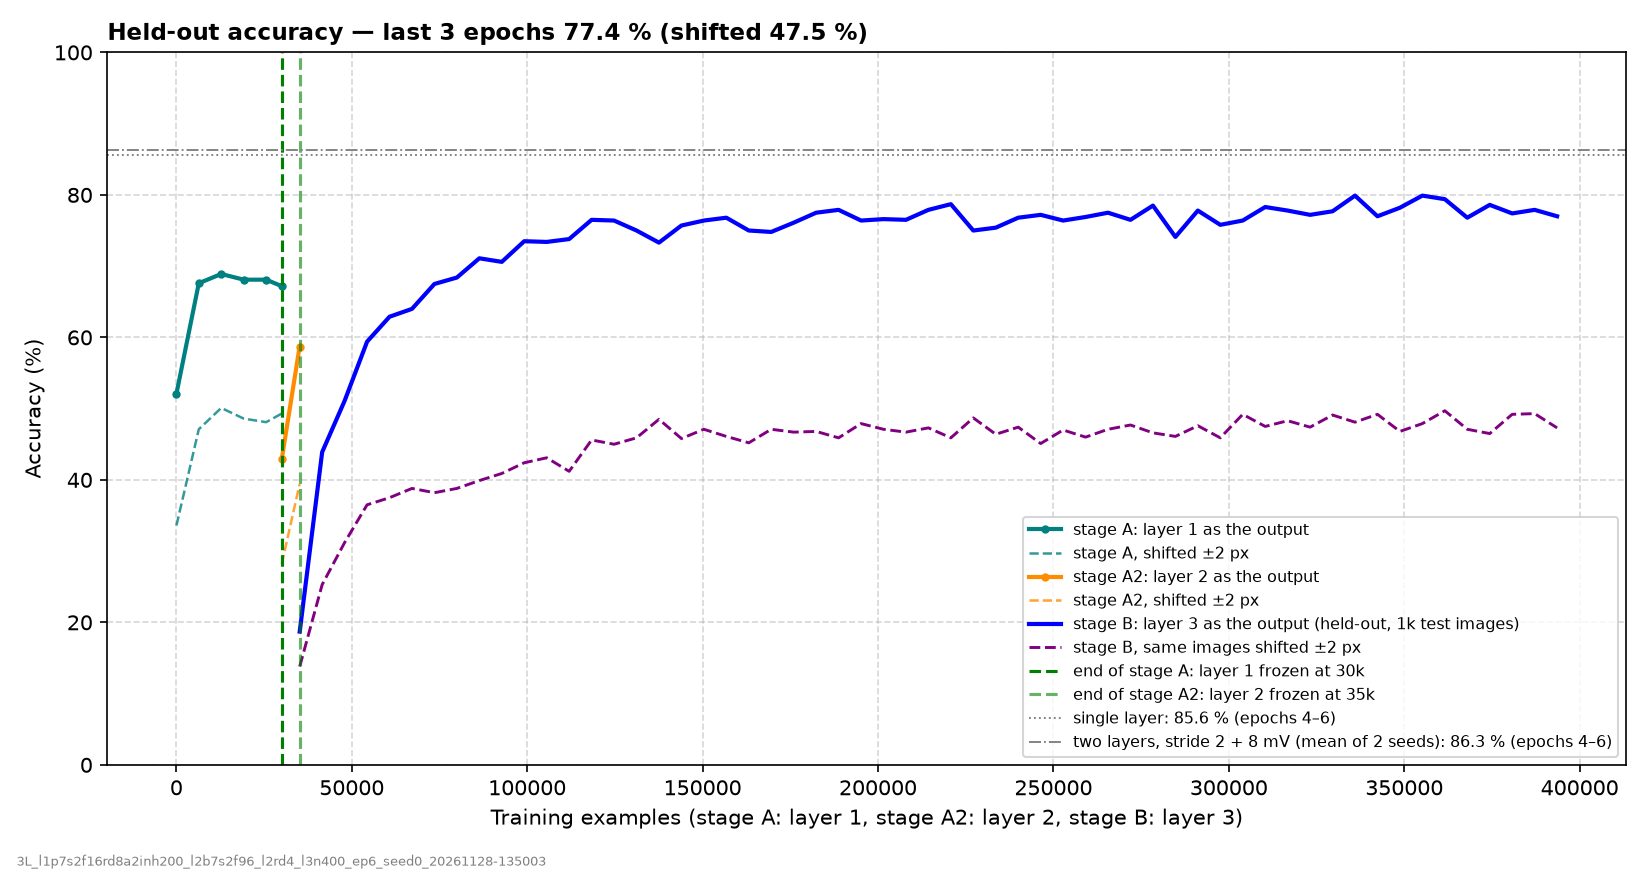 Held-out accuracy — last 3 epochs 77.4 % (shifted 47.5 %)
100
80
60
40
20
0
Accuracy (%)
0
50000
100000
150000
200000
250000
300000
350000
400000
Training examples (stage A: layer 1, stage A2: layer 2, stage B: layer 3)
stage A: layer 1 as the output
stage A, shifted ±2 px
stage A2: layer 2 as the output
stage A2, shifted ±2 px
stage B: layer 3 as the output (held-out, 1k test images)
stage B, same images shifted ±2 px
end of stage A: layer 1 frozen at 30k
end of stage A2: layer 2 frozen at 35k
single layer: 85.6 % (epochs 4–6)
two layers, stride 2 + 8 mV (mean of 2 seeds): 86.3 % (epochs 4–6)
3L_l1p7s2f16rd8a2inh200_l2b7s2f96_l2rd4_l3n400_ep6_seed0_20261128-135003